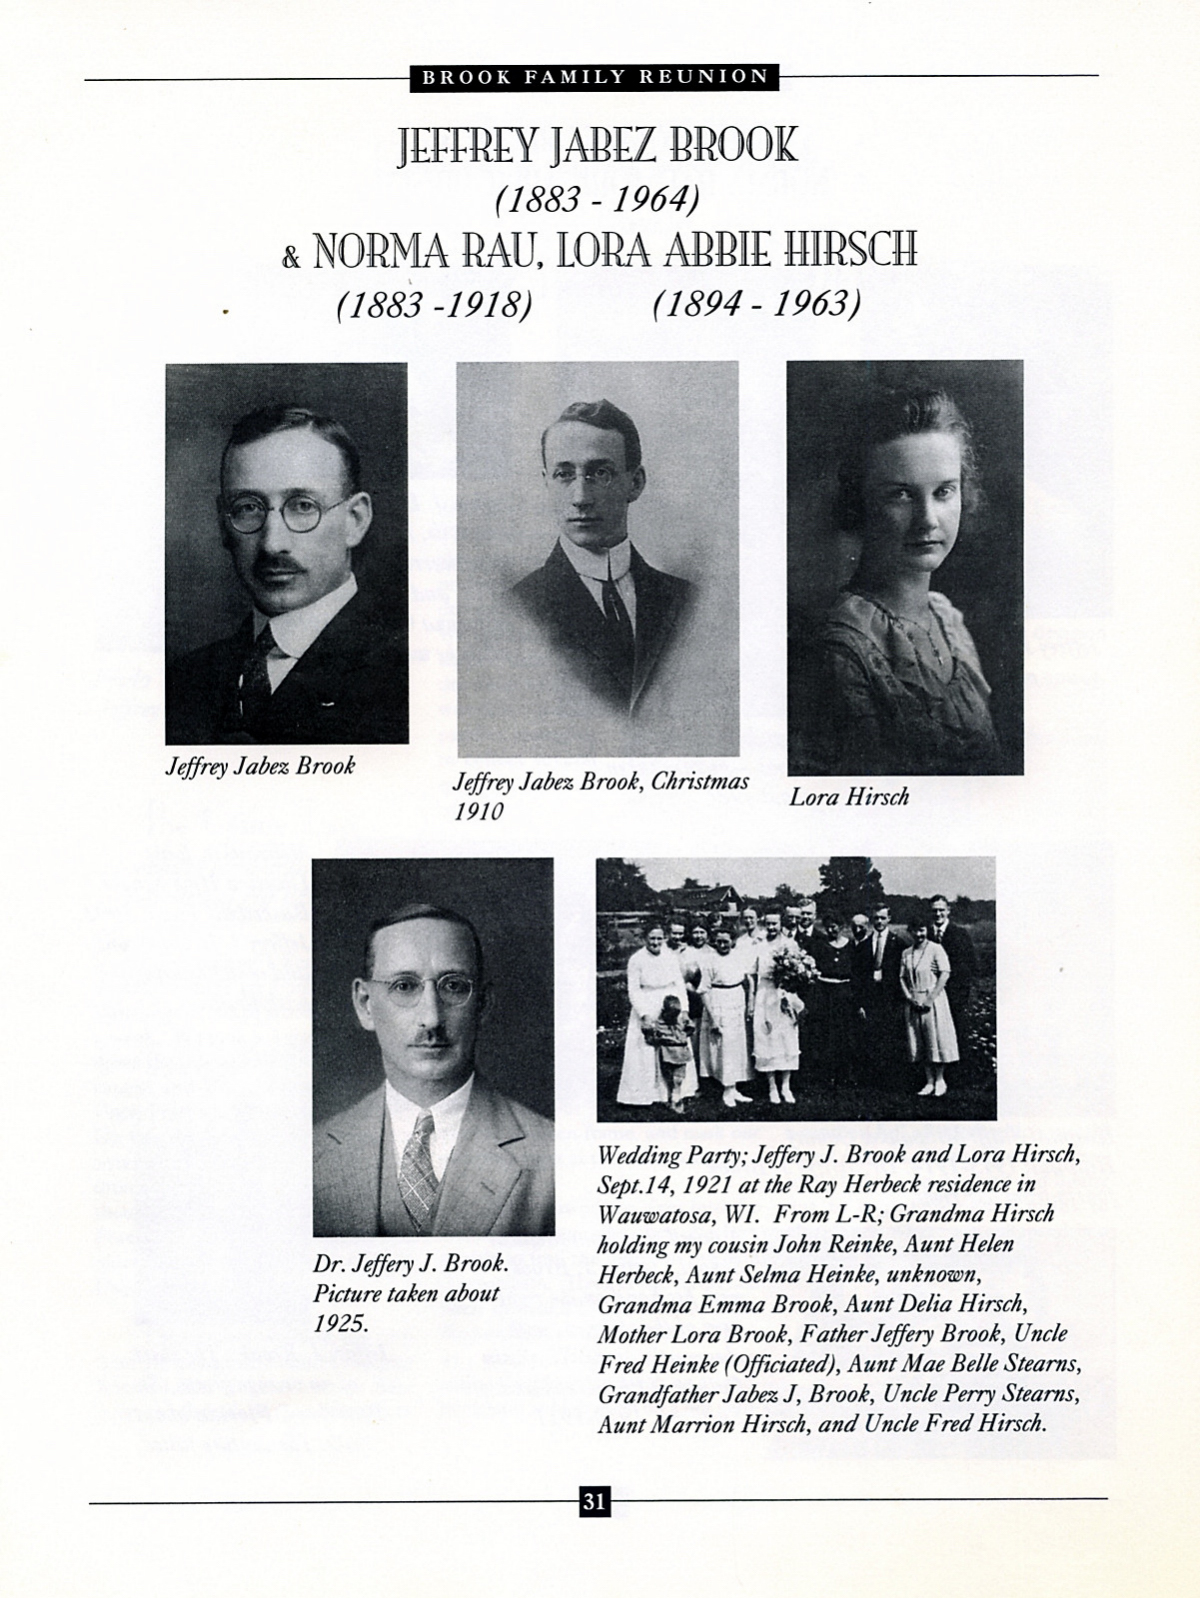 BROOK FAMILY REUNION
JEFFREY JABEZ BROOK
(1883 - 1964)
& NORMA RAU, LORA ABBIE HIRSCH
(1883 -1918) (1894 - 1963)
Jeffrey Jabez Brook
Jeffrey Jabez Brook, Christmas
1910
Lora Hirsch
Dr. Jeffery J. Brook.
Picture taken about
1925.
Wedding Party; Jeffery J. Brook and Lora Hirsch,
Sept.14, 1921 at the Ray Herbeck residence in
Wauwatosa, WI. From L-R; Grandma Hirsch
holding my cousin John Reinke, Aunt Helen
Herbeck, Aunt Selma Heinke, unknown,
Grandma Emma Brook, Aunt Delia Hirsch,
Mother Lora Brook, Father Jeffery Brook, Uncle
Fred Heinke (Officiated), Aunt Mae Belle Stearns,
Grandfather Jabez J, Brook, Uncle Perry Stearns,
Aunt Marrion Hirsch, and Uncle Fred Hirsch.
31